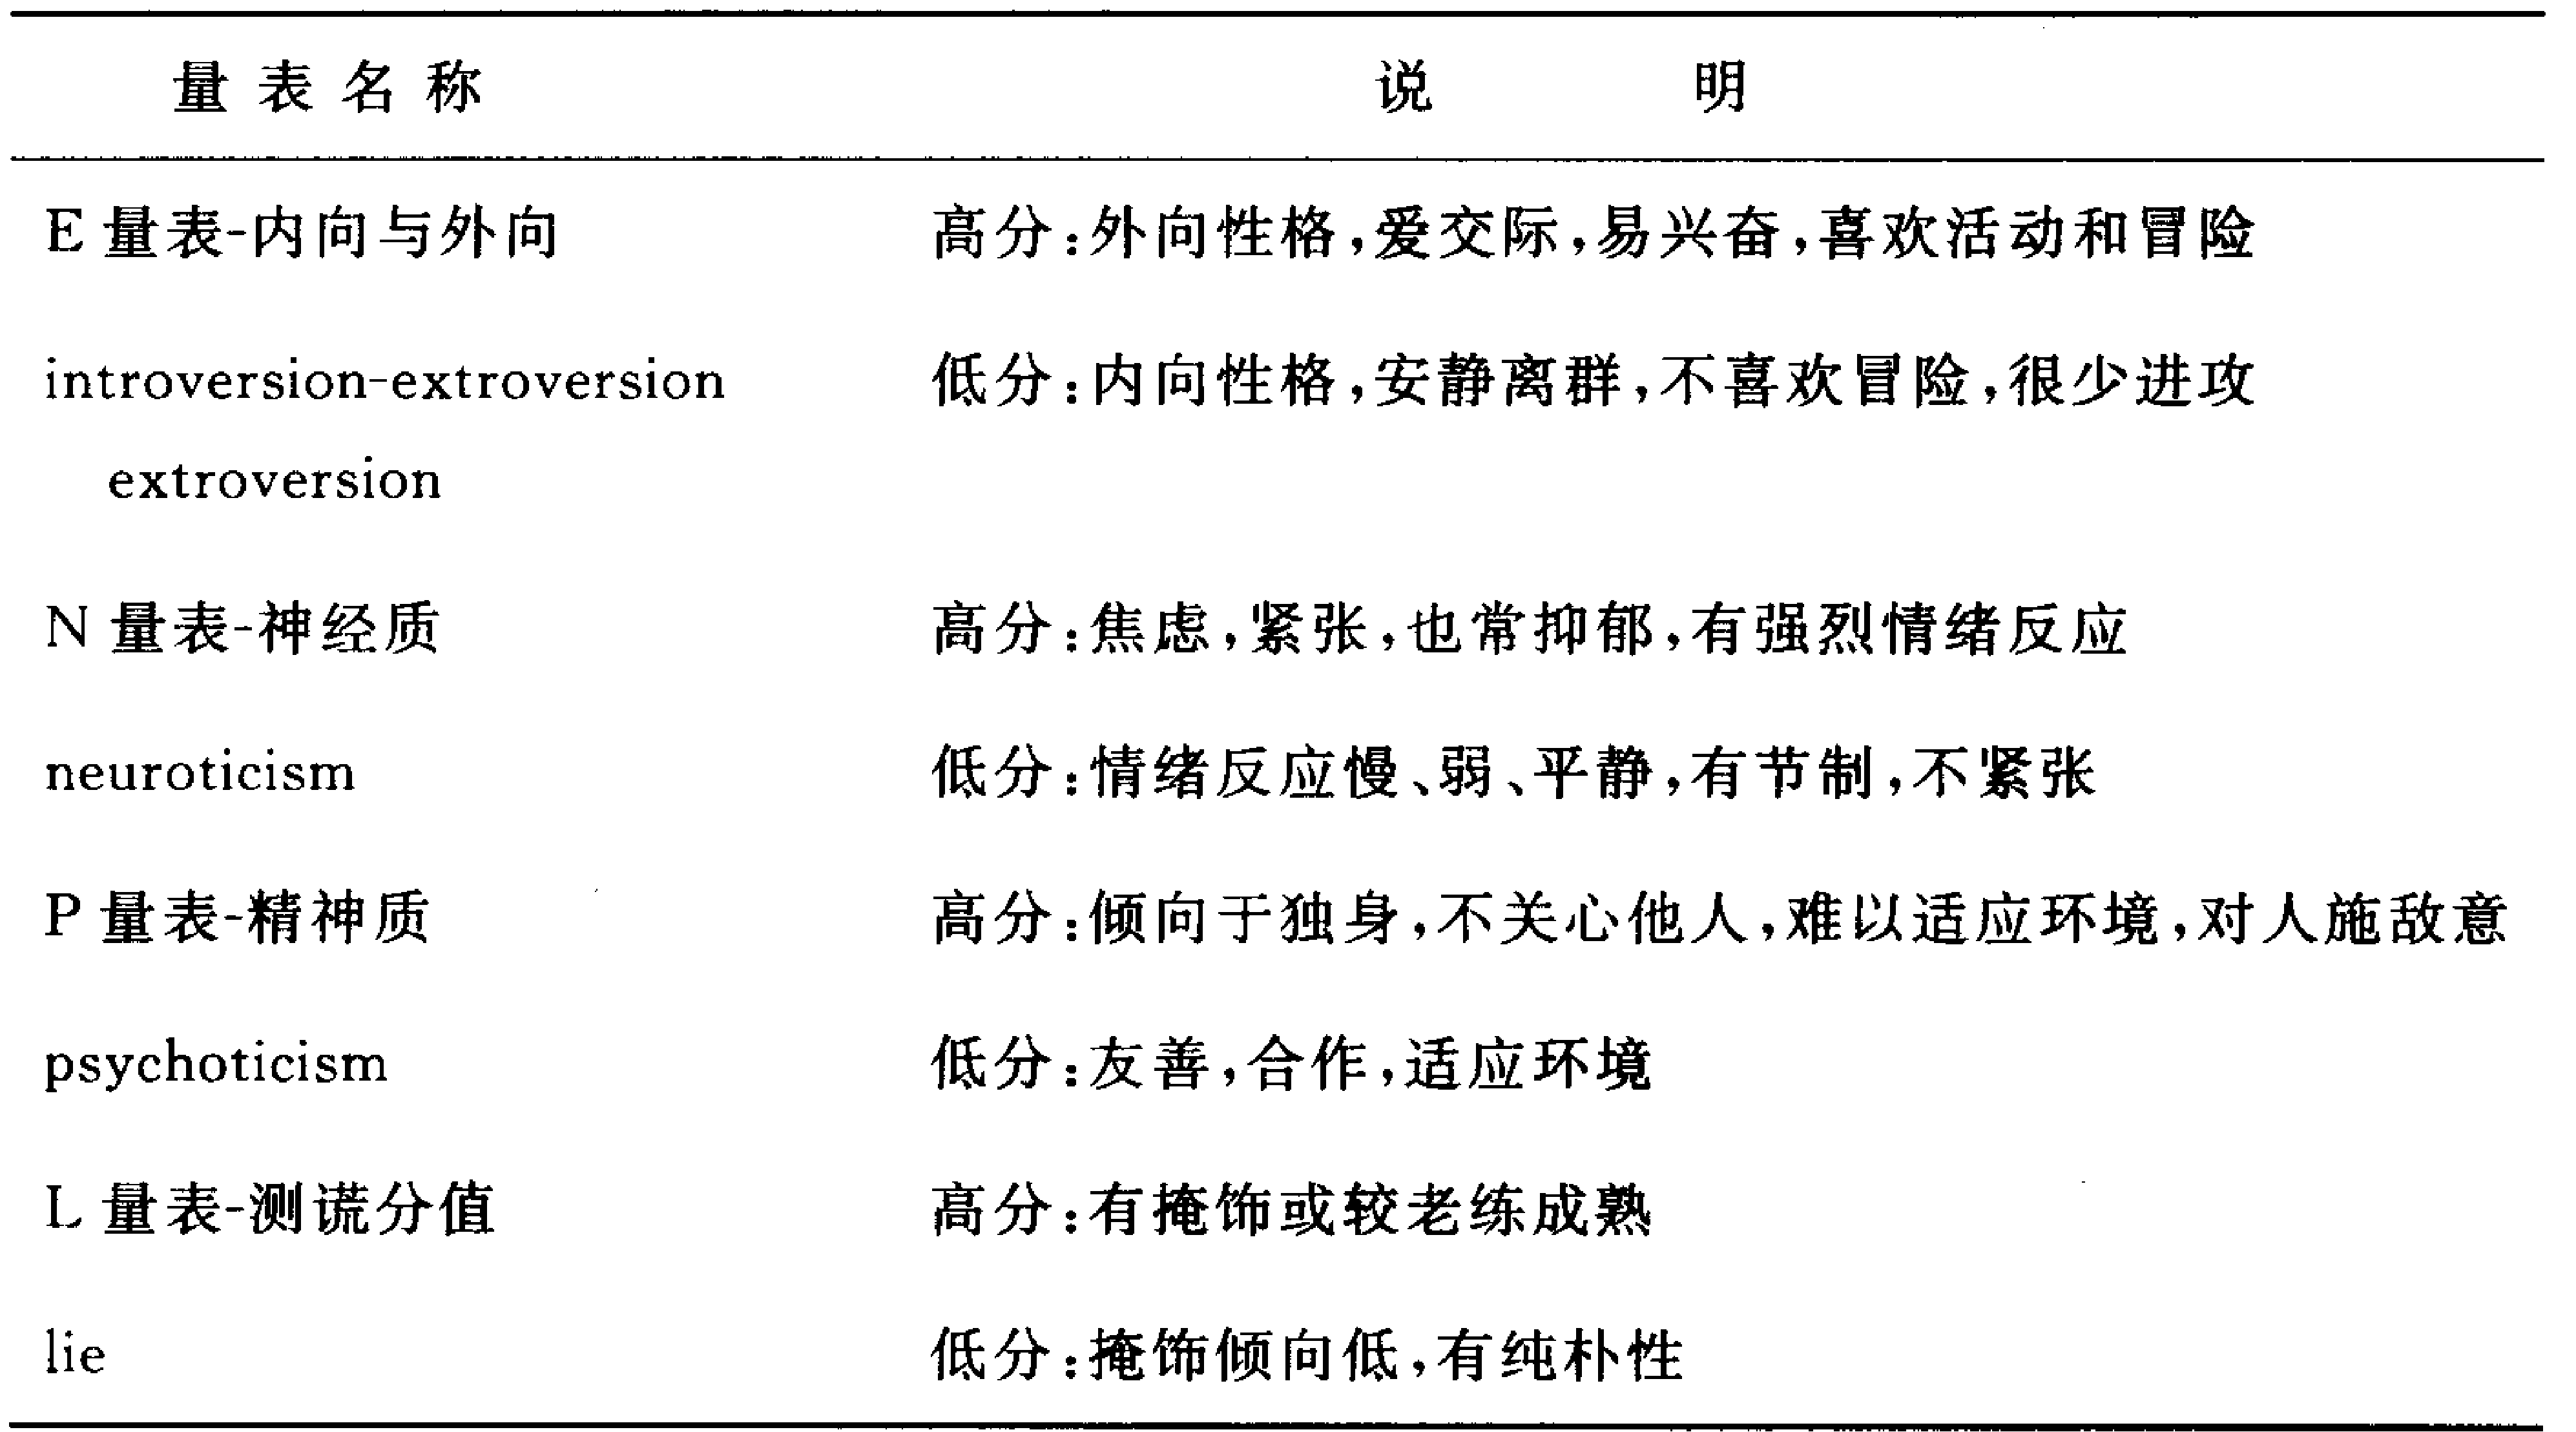 量表名称 说明
E 量表-内向与外向 高分:外向性格,爱交际,易兴奋,喜欢活动和冒险
introversion-extroversion 低分:内向性格,安静离群,不喜欢冒险,很少进攻
extroversion
N 量表-神经质 高分:焦虑,紧张,也常抑郁,有强烈情绪反应
neuroticism 低分:情绪反应慢、弱、平静,有节制,不紧张
P 量表-精神质 高分:倾向于独身,不关心他人,难以适应环境,对人施敌意
psychoticism 低分:友善,合作,适应环境
L 量表-测谎分值 高分:有掩饰或较老练成熟
lie 低分:掩饰倾向低,有纯朴性